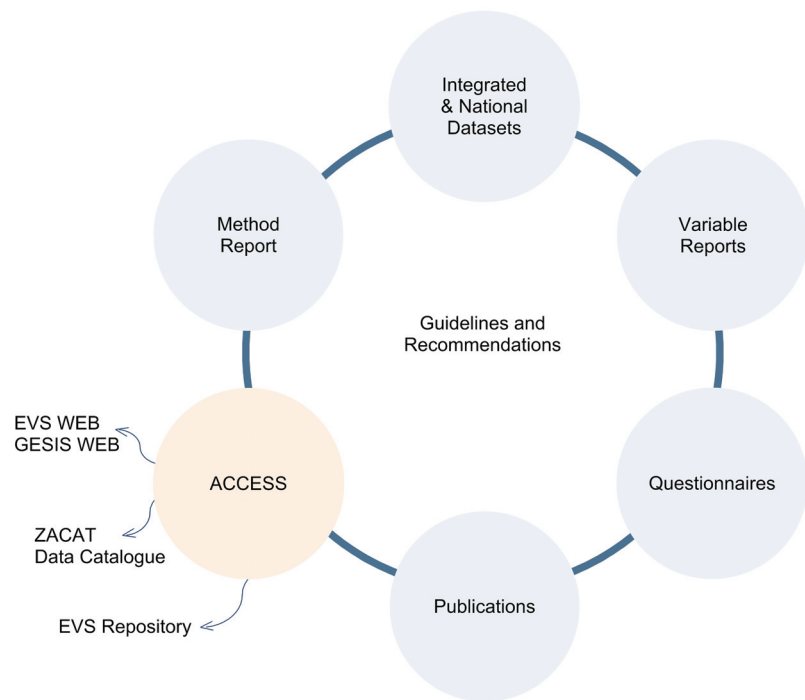 Integrated
& National
Datasets
Method
Report
Variable
Reports
Guidelines and
Recommendations
EVS WEB
GESIS WEB
ACCESS
Questionnaires
ZACAT
Data Catalogue
Publications
EVS Repository